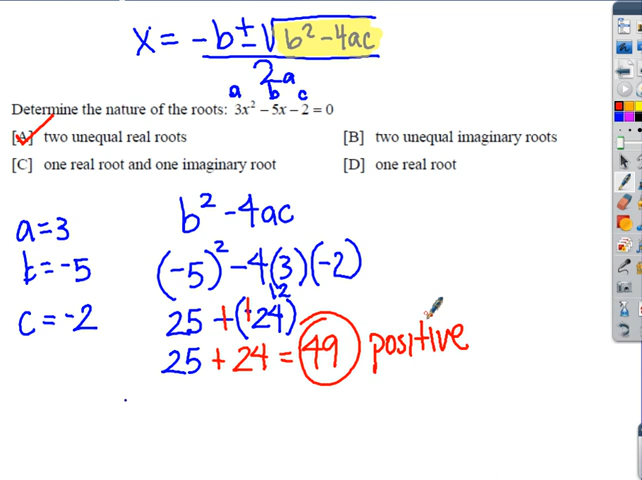 x = -b ± √b² - 4ac
2a
a b c
Determine the nature of the roots: 3x² - 5x - 2 = 0
[A] two unequal real roots [B] two unequal imaginary roots
[C] one real root and one imaginary root [D] one real root
b² - 4ac
a = 3
(-5)² - 4(3)(-2)
b = -5
12
c = -2 25 + (+24)
25 + 24 = 49 positive